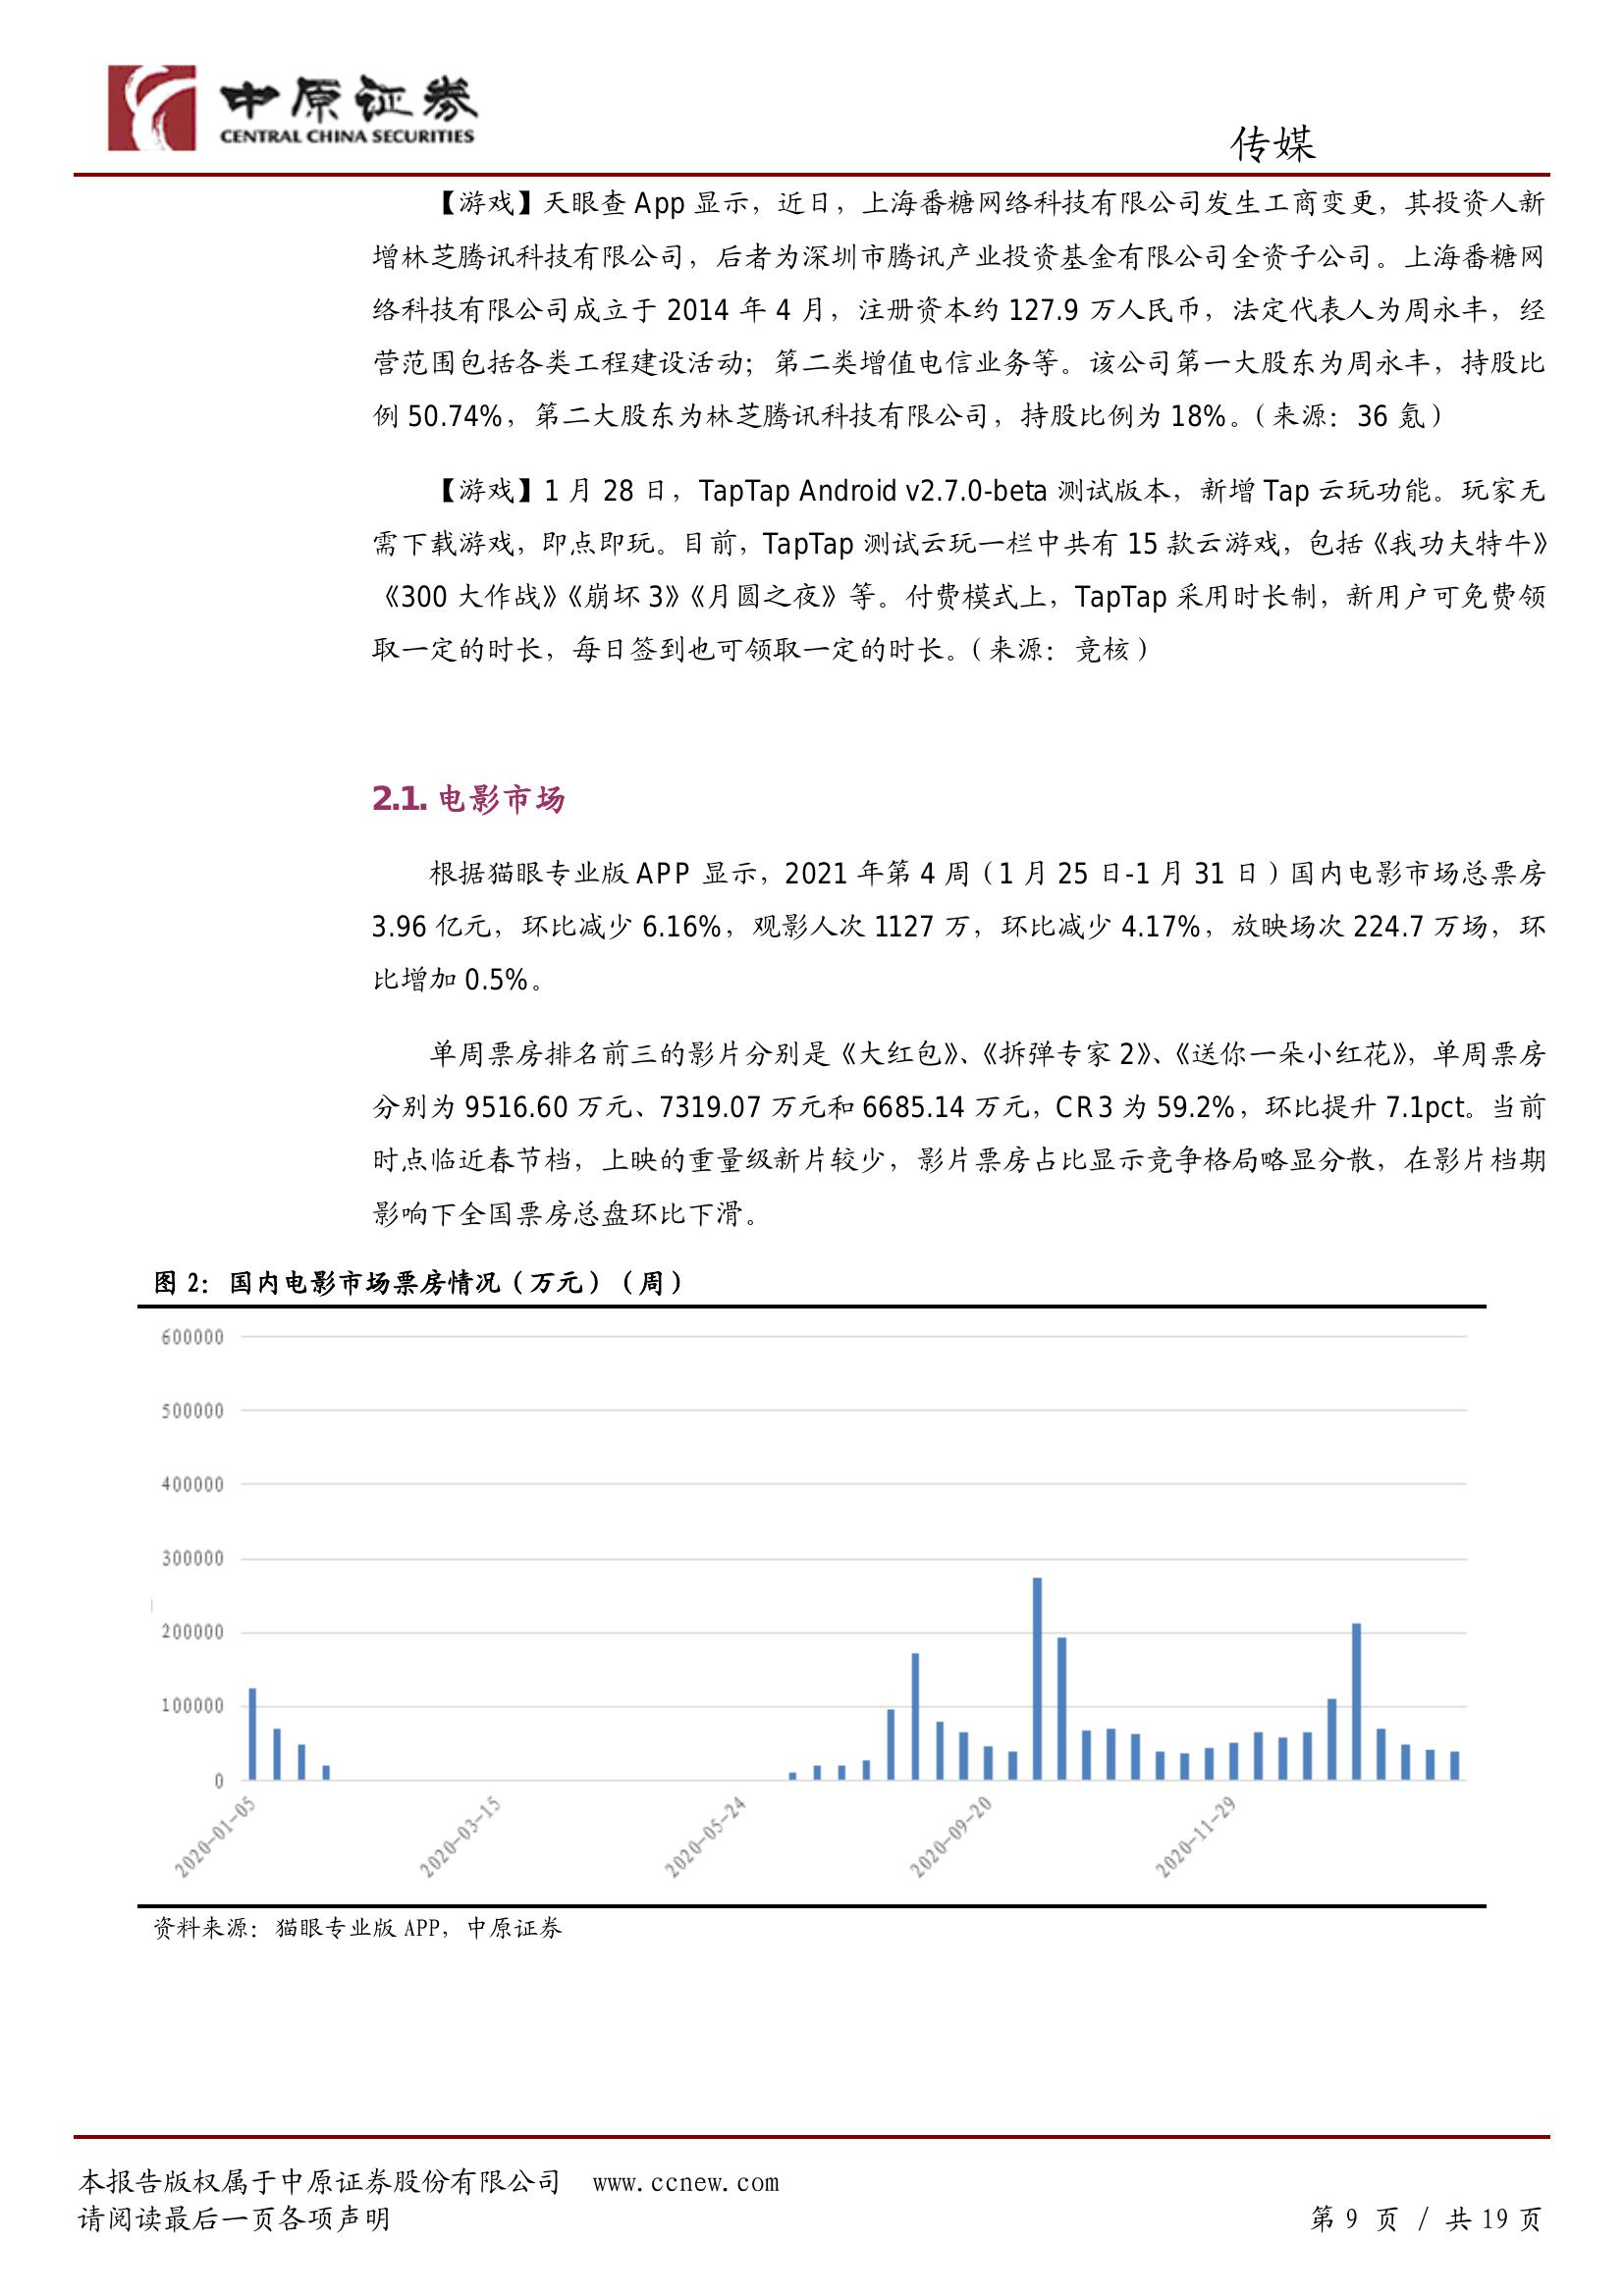 中原证券
CENTRAL CHINA SECURITIES
传媒
【游戏】天眼查 App 显示，近日，上海番糖网络科技有限公司发生工商变更，其投资人新
增林芝腾讯科技有限公司，后者为深圳市腾讯产业投资基金有限公司全资子公司。上海番糖网
络科技有限公司成立于 2014 年 4 月，注册资本约 127.9 万人民币，法定代表人为周永丰，经
营范围包括各类工程建设活动；第二类增值电信业务等。该公司第一大股东为周永丰，持股比
例 50.74%，第二大股东为林芝腾讯科技有限公司，持股比例为 18%。（来源：36 氪）
【游戏】1 月 28 日，TapTap Android v2.7.0-beta 测试版本，新增 Tap 云玩功能。玩家无
需下载游戏，即点即玩。目前，TapTap 测试云玩一栏中共有 15 款云游戏，包括《我功夫特牛》
《300 大作战》《崩坏 3》《月圆之夜》等。付费模式上，TapTap 采用时长制，新用户可免费领
取一定的时长，每日签到也可领取一定的时长。（来源：竞核）
2.1. 电影市场
根据猫眼专业版 APP 显示，2021 年第 4 周（1 月 25 日-1 月 31 日）国内电影市场总票房
3.96 亿元，环比减少 6.16%，观影人次 1127 万，环比减少 4.17%，放映场次 224.7 万场，环
比增加 0.5%。
单周票房排名前三的影片分别是《大红包》、《拆弹专家 2》、《送你一朵小红花》，单周票房
分别为 9516.60 万元、7319.07 万元和 6685.14 万元，CR3 为 59.2%，环比提升 7.1pct。当前
时点临近春节档，上映的重量级新片较少，影片票房占比显示竞争格局略显分散，在影片档期
影响下全国票房总盘环比下滑。
图 2：国内电影市场票房情况（万元）（周）
600000
500000
400000
300000
200000
100000
0
2020-01-05
2020-03-15
2020-05-24
2020-09-20
2020-11-29
资料来源：猫眼专业版 APP，中原证券
本报告版权属于中原证券股份有限公司 www.ccnew.com
请阅读最后一页各项声明
第 9 页 / 共 19 页